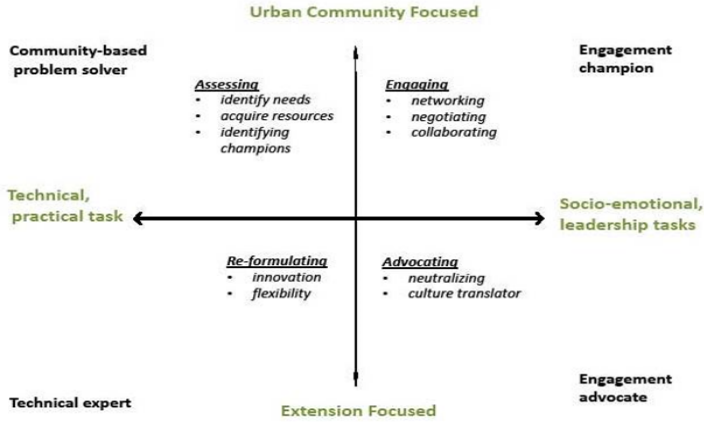 Urban Community Focused
Community-based
problem solver
Engagement
champion
Assessing
• identify needs
• acquire resources
• identifying
champions
Engaging
• networking
• negotiating
• collaborating
Technical,
practical task
Socio-emotional,
leadership tasks
Re-formulating
• innovation
• flexibility
Advocating
• neutralizing
• culture translator
Technical expert
Extension Focused
Engagement
advocate